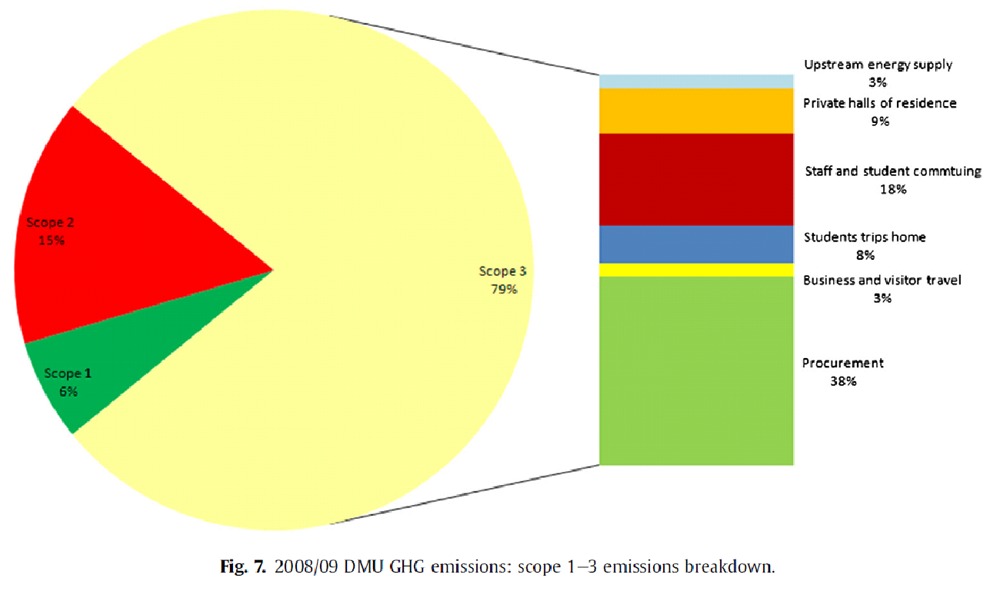 Scope 2
15%
Scope 1
6%
Scope 3
79%
Upstream energy supply
3%
Private halls of residence
9%
Staff and student commtuing
18%
Students trips home
8%
Business and visitor travel
3%
Procurement
38%
Fig. 7. 2008/09 DMU GHG emissions: scope 1–3 emissions breakdown.